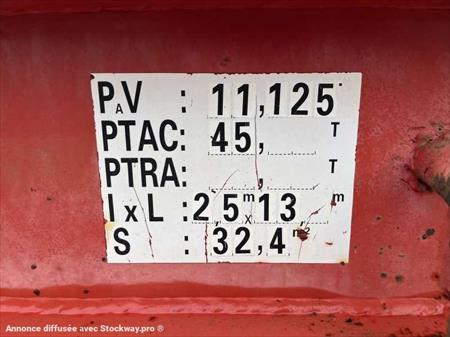 PAV : 11,125
PTAC: 45, T
PTRA: , T
I x L : 2,5 m x 13, m
S : 32,4 m²
Annonce diffusée avec Stockway.pro ®